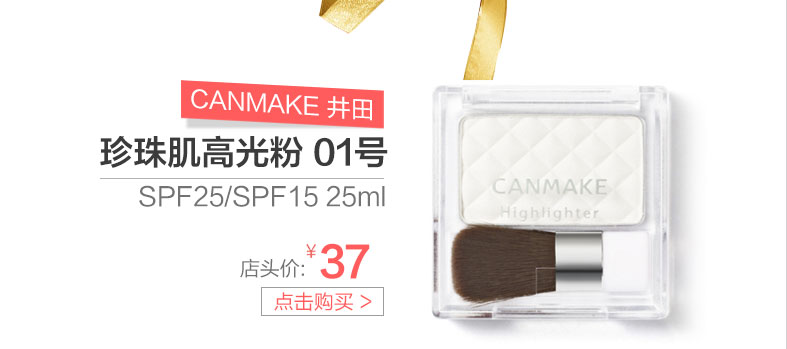 CANMAKE 井田
珍珠肌高光粉 01号
SPF25/SPF15 25ml
店头价:¥37
点击购买 >
CANMAKE
Highlighter